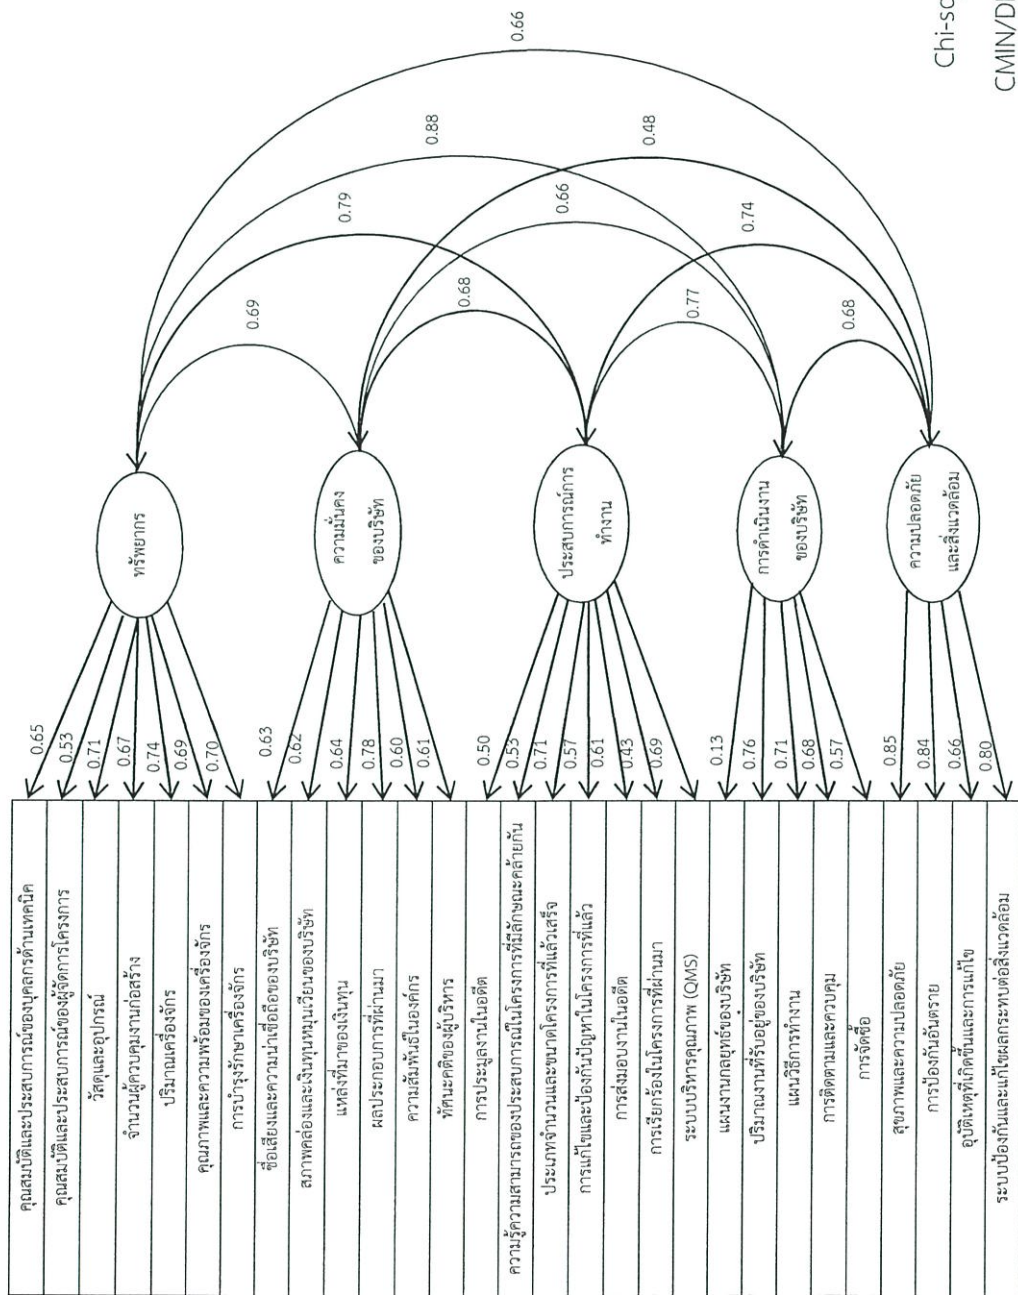 คุณสมบัติและประสบการณ์ของบุคลากรด้านเทคนิค
คุณสมบัติและประสบการณ์ของผู้จัดการโครงการ
วัสดุและอุปกรณ์
จำนวนผู้ควบคุมงานก่อสร้าง
ปริมาณเครื่องจักร
คุณภาพและความพร้อมของเครื่องจักร
การบำรุงรักษาเครื่องจักร
ชื่อเสียงและความน่าเชื่อถือของบริษัท
สภาพคล่องและเงินทุนหมุนเวียนของบริษัท
แหล่งที่มาของเงินทุน
ผลประกอบการที่ผ่านมา
ความสัมพันธ์ในองค์กร
ทัศนะคติของผู้บริหาร
การประมูลงานในอดีต
ความรู้ความสามารถของประสบการณ์ในโครงการที่มีลักษณะคล้ายกัน
ประเภทจำนวนและขนาดโครงการที่แล้วเสร็จ
การแก้ไขและป้องกันปัญหาในโครงการที่แล้ว
การส่งมอบงานในอดีต
การเรียกร้องในโครงการที่ผ่านมา
ระบบบริหารคุณภาพ (QMS)
แผนงานกลยุทธ์ของบริษัท
ปริมาณงานที่รับอยู่ของบริษัท
แผนวิธีการทำงาน
การติดตามและควบคุม
การจัดซื้อ
สุขภาพและความปลอดภัย
การป้องกันอันตราย
อุบัติเหตุที่เกิดขึ้นและการแก้ไข
ระบบป้องกันและแก้ไขผลกระทบต่อสิ่งแวดล้อม
0.65
0.53
0.71
0.67
0.74
0.69
0.70
0.63
0.62
0.64
0.78
0.60
0.61
0.50
0.53
0.71
0.57
0.61
0.43
0.69
0.13
0.76
0.71
0.68
0.57
0.85
0.84
0.66
0.80
ทรัพยากร
ความมั่นคง
ของบริษัท
ประสบการณ์การ
ทำงาน
การดำเนินงาน
ของบริษัท
ความปลอดภัย
และสิ่งแวดล้อม
0.69
0.68
0.77
0.68
0.79
0.66
0.74
0.88
0.48
0.66
Chi-sq
CMIN/D